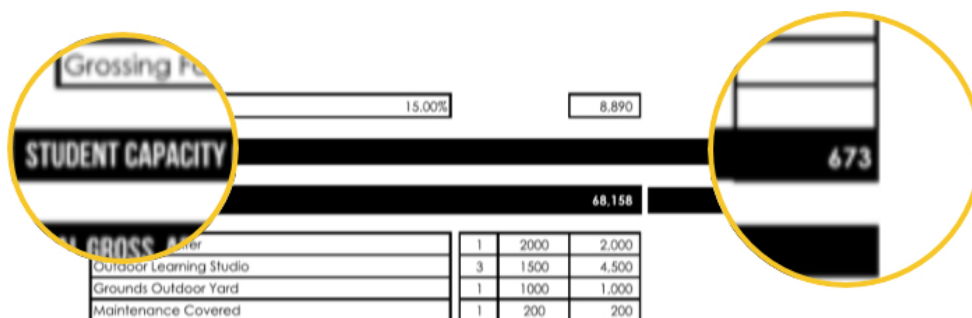 Grossing
15.00% 8,890
STUDENT CAPACITY 673
68,158
GROSS
1 2000 2,000
Outdoor Learning Studio 3 1500 4,500
Grounds Outdoor Yard 1 1000 1,000
Maintenance Covered 1 200 200